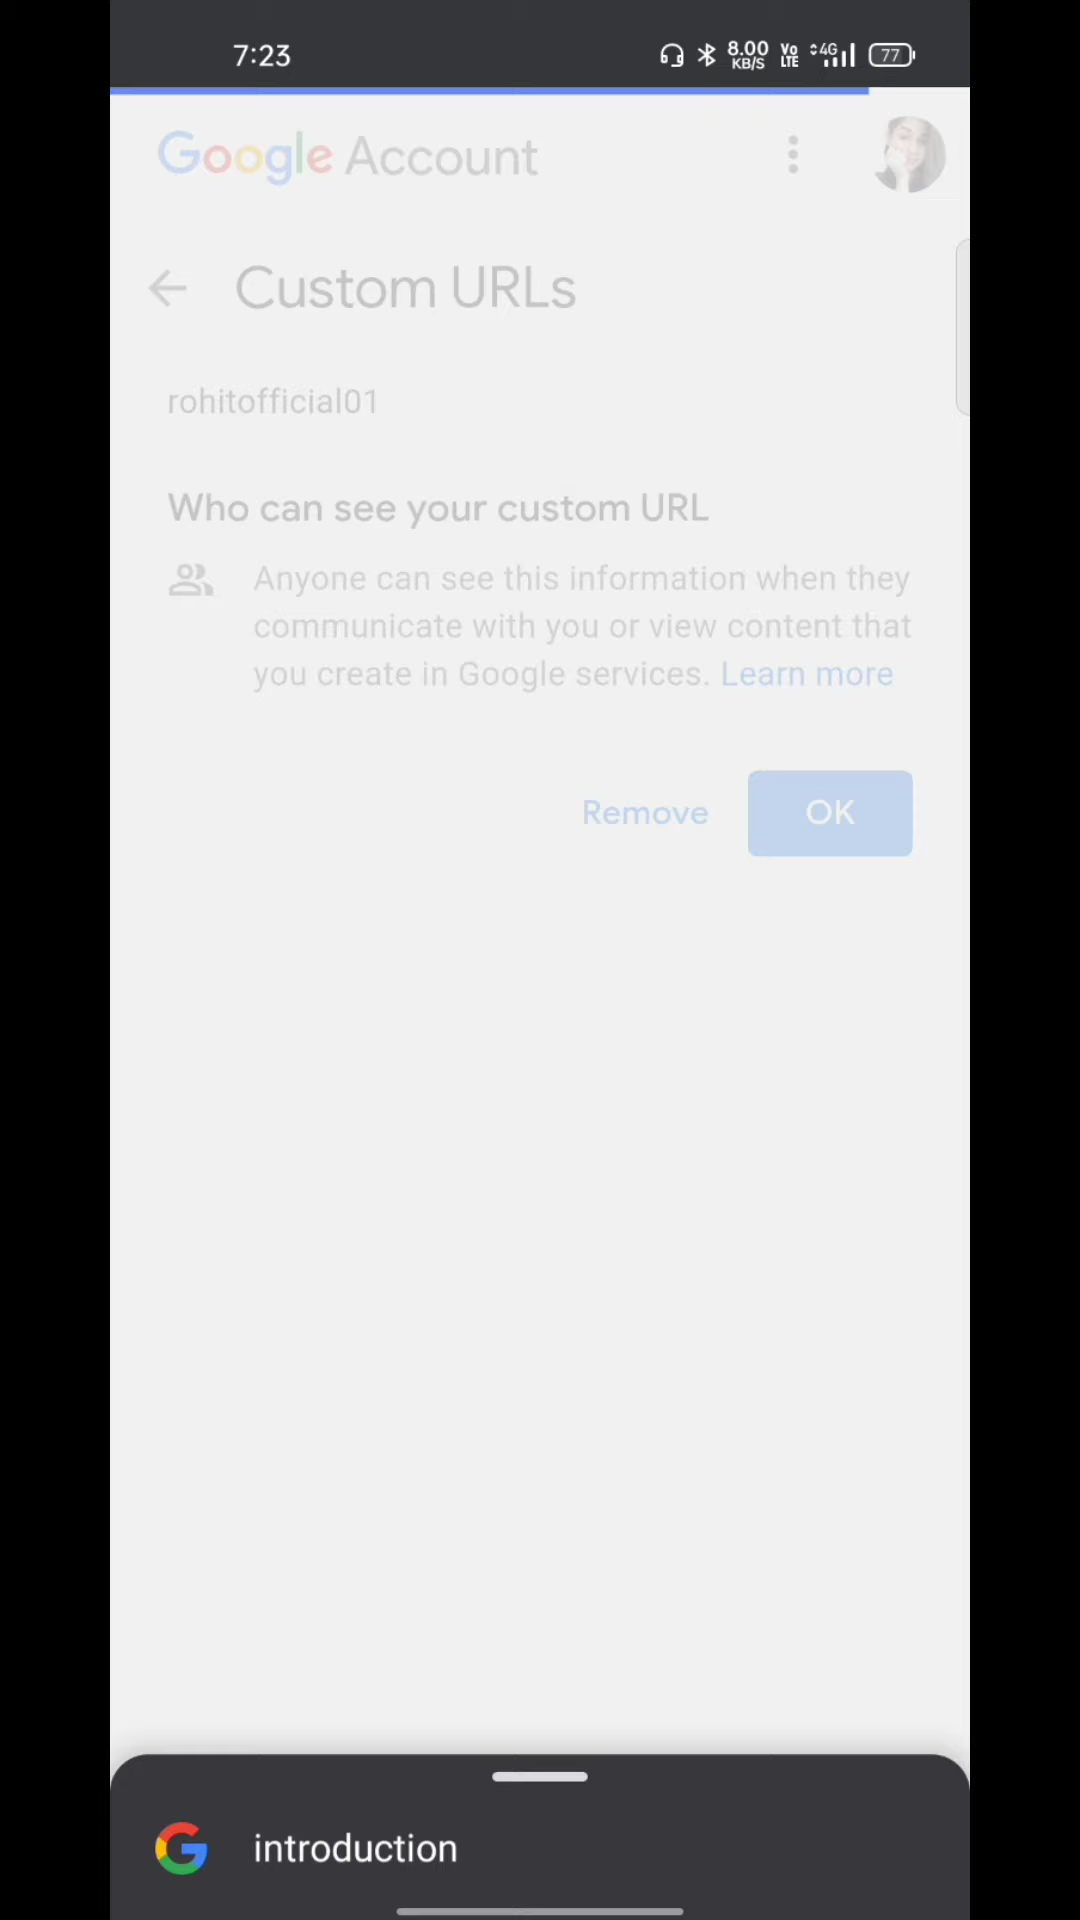 7:23
8.00 KB/S Vo LTE 4G 77
Google Account
Custom URLs
rohitofficial01
Who can see your custom URL
Anyone can see this information when they
communicate with you or view content that
you create in Google services. Learn more
Remove OK
introduction